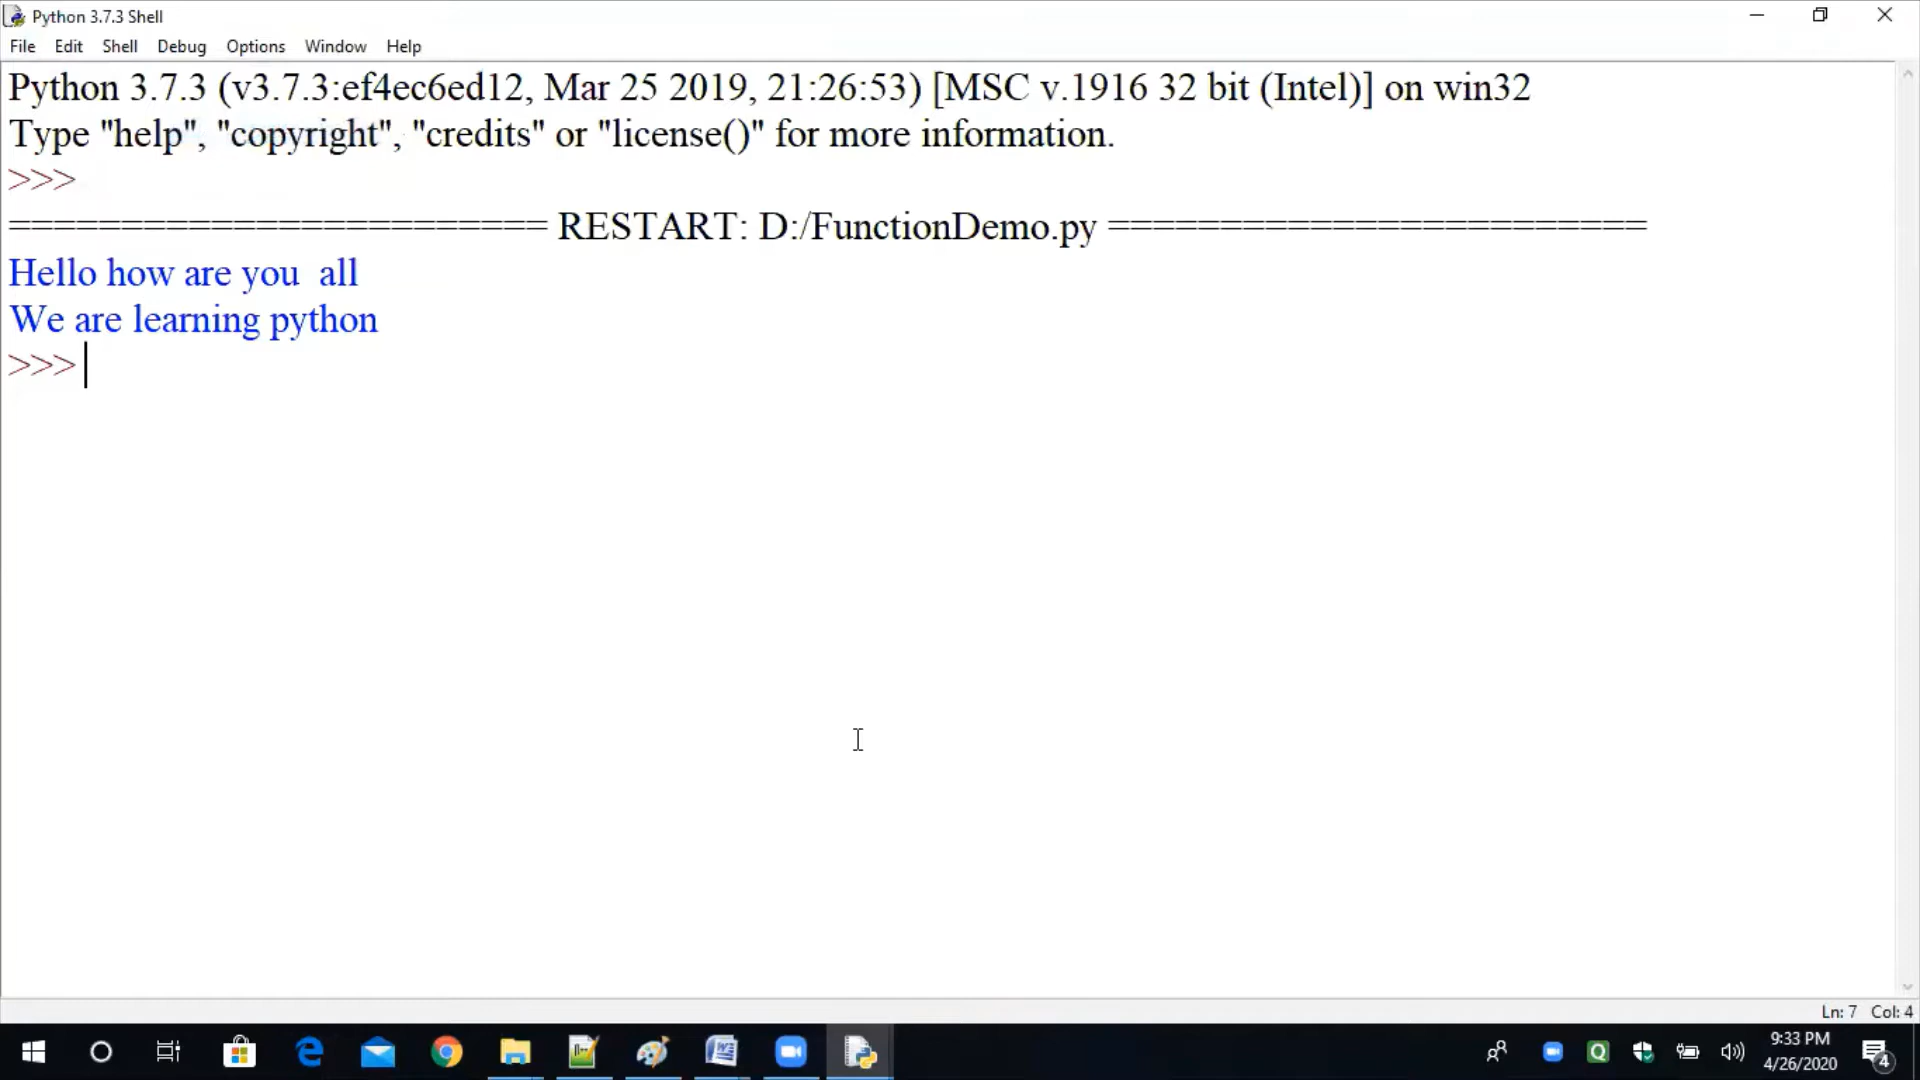 Python 3.7.3 Shell
File Edit Shell Debug Options Window Help
Python 3.7.3 (v3.7.3:ef4ec6ed12, Mar 25 2019, 21:26:53) [MSC v.1916 32 bit (Intel)] on win32
Type "help", "copyright", "credits" or "license()" for more information.
>>>
======================== RESTART: D:/FunctionDemo.py ========================
Hello how are you  all
We are learning python
>>>
Ln: 7 Col: 4
9:33 PM
4/26/2020
4